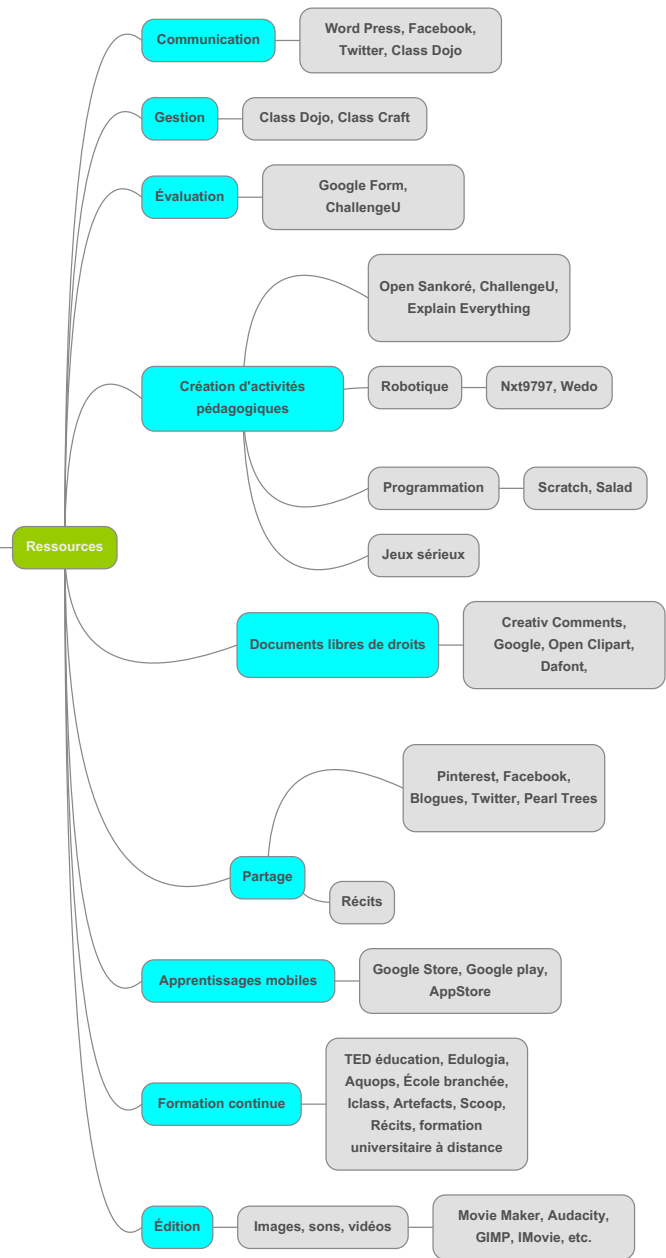 Communication
Word Press, Facebook,
Twitter, Class Dojo
Gestion
Class Dojo, Class Craft
Évaluation
Google Form,
ChallengeU
Création d'activités
pédagogiques
Open Sankoré, ChallengeU,
Explain Everything
Robotique
Nxt9797, Wedo
Programmation
Scratch, Salad
Jeux sérieux
Ressources
Documents libres de droits
Creativ Comments,
Google, Open Clipart,
Dafont,
Partage
Pinterest, Facebook,
Blogues, Twitter, Pearl Trees
Récits
Apprentissages mobiles
Google Store, Google play,
AppStore
Formation continue
TED éducation, Edulogia,
Aquops, École branchée,
Iclass, Artefacts, Scoop,
Récits, formation
universitaire à distance
Édition
Images, sons, vidéos
Movie Maker, Audacity,
GIMP, IMovie, etc.